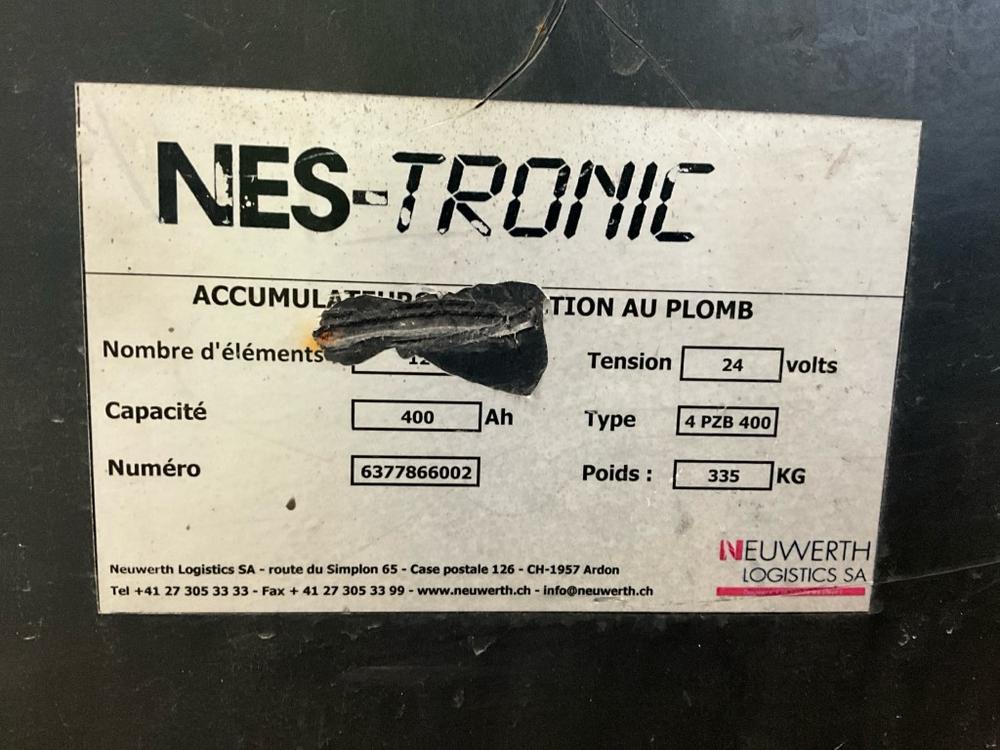 NES-TRONIC
ACCUMULATEURS TION AU PLOMB
Nombre d'éléments 12 Tension 24 volts
Capacité 400 Ah Type 4 PZB 400
Numéro 6377866002 Poids : 335 KG
NEUWERTH
LOGISTICS SA
Neuwerth Logistics SA - route du Simplon 65 - Case postale 126 - CH-1957 Ardon
Tel +41 27 305 33 33 - Fax + 41 27 305 33 99 - www.neuwerth.ch - info@neuwerth.ch